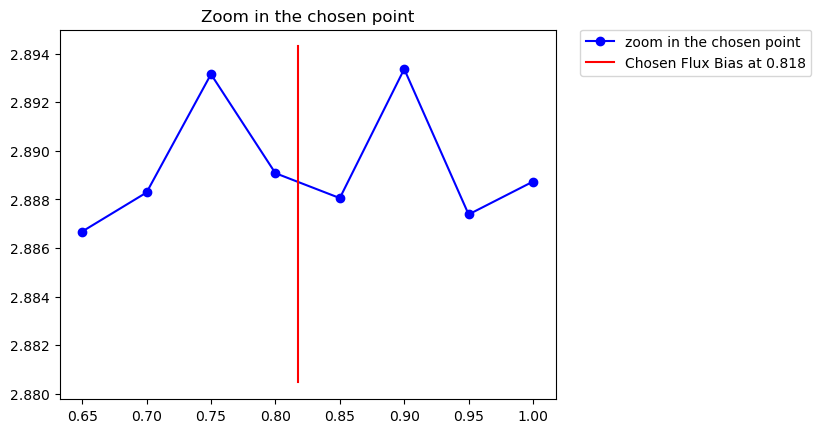 Zoom in the chosen point
zoom in the chosen point
Chosen Flux Bias at 0.818
2.894
2.892
2.890
2.888
2.886
2.884
2.882
2.880
0.65 0.70 0.75 0.80 0.85 0.90 0.95 1.00